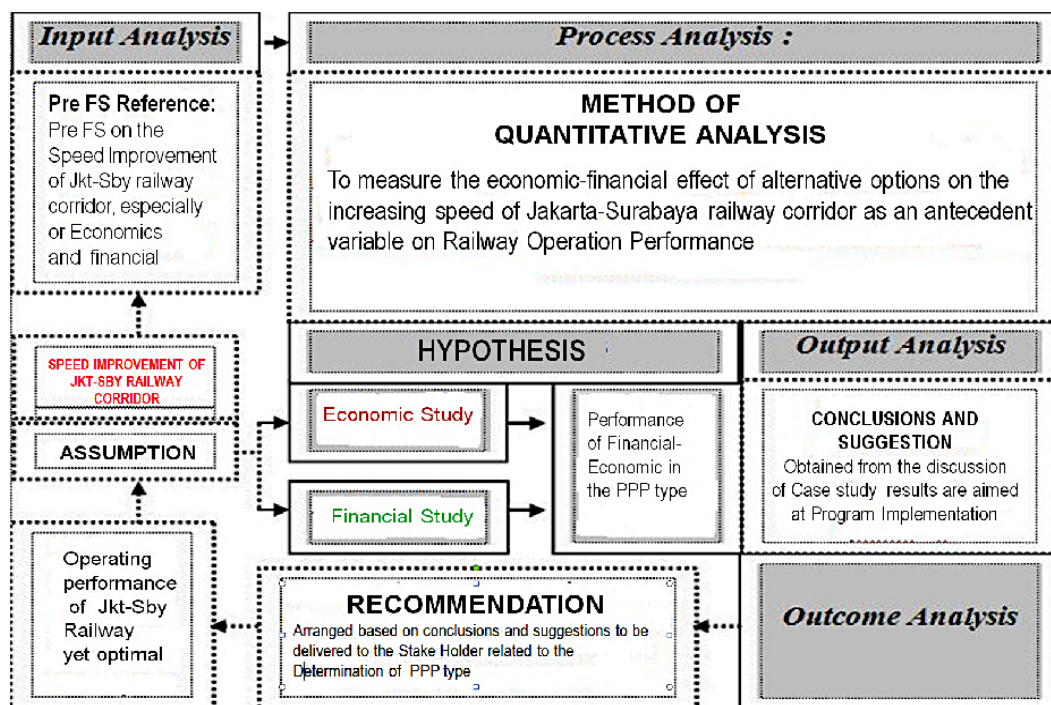 Input Analysis
Process Analysis :
Pre FS Reference:
Pre FS on the
Speed Improvement
of Jkt-Sby railway
corridor, especially
or Economics
and financial
METHOD OF
QUANTITATIVE ANALYSIS
To measure the economic-financial effect of alternative options on the
increasing speed of Jakarta-Surabaya railway corridor as an antecedent
variable on Railway Operation Performance
SPEED IMPROVEMENT OF
JKT-SBY RAILWAY
CORRIDOR
ASSUMPTION
HYPOTHESIS :
Economic Study
Financial Study
Performance
of Financial-
Economic in
the PPP type
Output Analysis
CONCLUSIONS AND
SUGGESTION
Obtained from the discussion
of Case study results are aimed
at Program Implementation
Operating
performance
of Jkt-Sby
Railway
yet optimal
RECOMMENDATION
Arranged based on conclusions and suggestions to be
delivered to the Stake Holder related to the
Determination of PPP type
Outcome Analysis